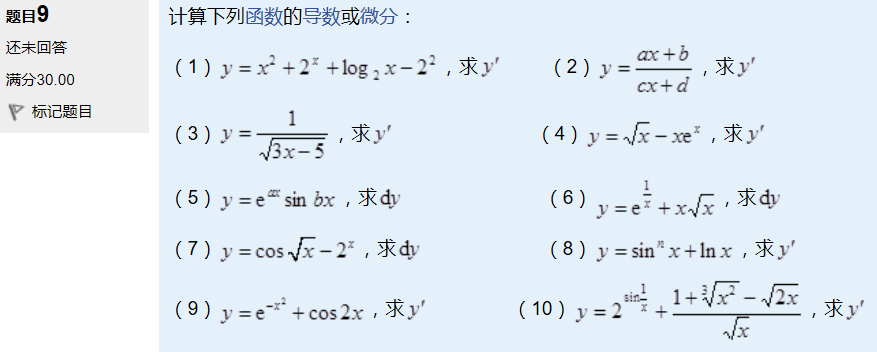 题目9
还未回答
满分30.00
标记题目
计算下列函数的导数或微分：
（1）y = x² + 2ˣ + log₂ x − 2²，求y′ （2）y = (ax + b)/(cx + d)，求y′
（3）y = 1/√(3x − 5)，求y′ （4）y = √x − xeˣ，求y′
（5）y = e^(ax) sin bx，求dy （6）y = e^(1/x) + x√x，求dy
（7）y = cos √x − 2ˣ，求dy （8）y = sinⁿ x + ln x，求y′
（9）y = e^(−x²) + cos 2x，求y′ （10）y = 2^(sin(1/x)) + (1 + ∛(x²) − √(2x))/√x，求y′